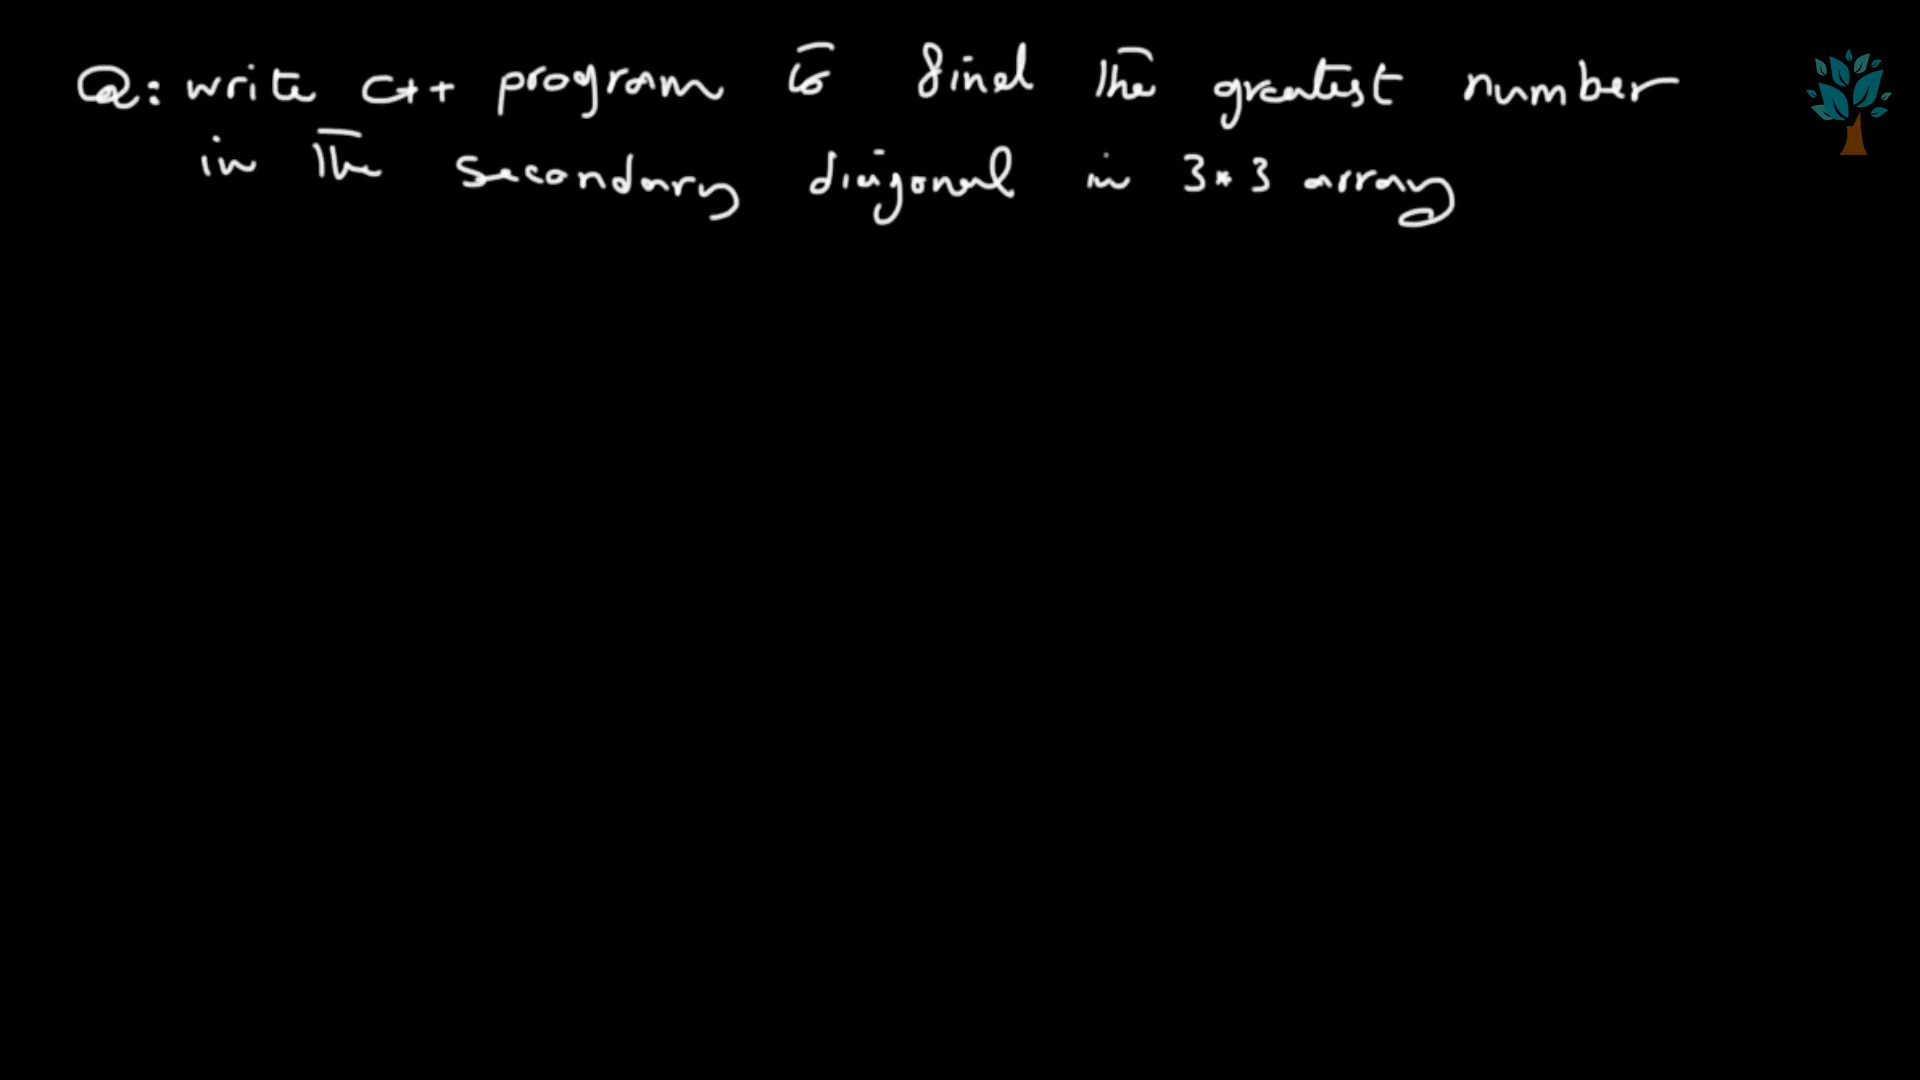 Q: write c++ program to find the greatest number
in the secondary diagonal in 3*3 array